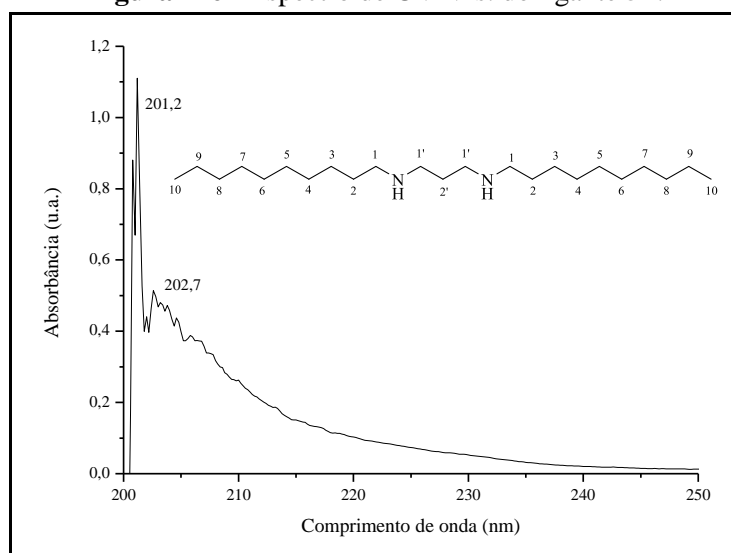 1,2
1,0
0,8
0,6
0,4
0,2
0,0
Absorbância (u.a.)
201,2
202,7
9 7 5 3 1 1' 1' 1 3 5 7 9
10 8 6 4 2 N 2' N 2 4 6 8 10
H H
200 210 220 230 240 250
Comprimento de onda (nm)